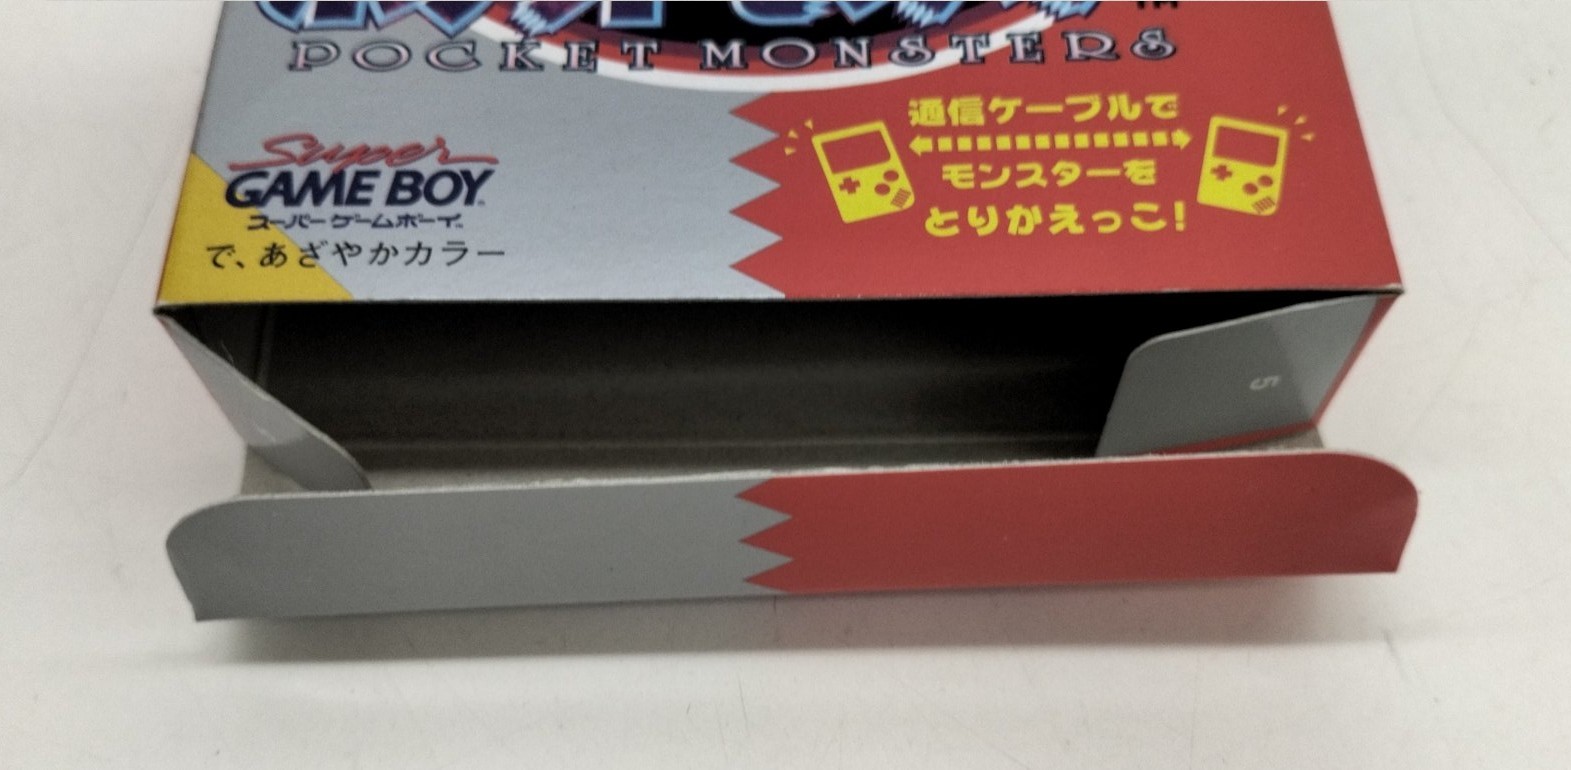 TM
POCKET MONSTERS
通信ケーブルで
モンスターを
とりかえっこ!
Super
GAME BOY
スーパーゲームボーイ
で、あざやかカラー
5